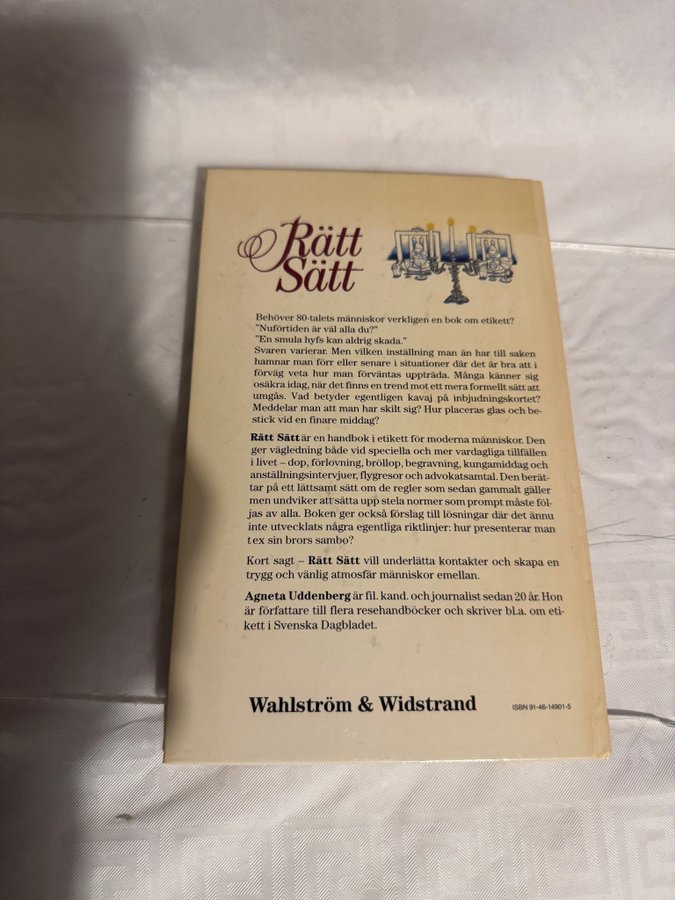 Rätt
Sätt
Behöver 80-talets människor verkligen en bok om etikett?
"Nuförtiden är väl alla du?"
"En smula hyfs kan aldrig skada."
Svaren varierar. Men vilken inställning man än har till saken
hamnar man förr eller senare i situationer där det är bra att i
förväg veta hur man förväntas uppträda. Många känner sig
osäkra idag, när det finns en trend mot ett mera formellt sätt att
umgås. Vad betyder egentligen kavaj på inbjudningskortet?
Meddelar man att man har skilt sig? Hur placeras glas och be-
stick vid en finare middag?
Rätt Sätt är en handbok i etikett för moderna människor. Den
ger vägledning både vid speciella och mer vardagliga tillfällen
i livet – dop, förlovning, bröllop, begravning, kungamiddag och
anställningsintervjuer, flygresor och advokatsamtal. Den berät-
tar på ett lättsamt sätt om de regler som sedan gammalt gäller
men undviker att sätta upp stela normer som prompt måste föl-
jas av alla. Boken ger också förslag till lösningar där det ännu
inte utvecklats några egentliga riktlinjer: hur presenterar man
t ex sin brors sambo?
Kort sagt – Rätt Sätt vill underlätta kontakter och skapa en
trygg och vänlig atmosfär människor emellan.
Agneta Uddenberg är fil. kand. och journalist sedan 20 år. Hon
är författare till flera resehandböcker och skriver bl.a. om eti-
kett i Svenska Dagbladet.
Wahlström & Widstrand
ISBN 91-46-14901-5